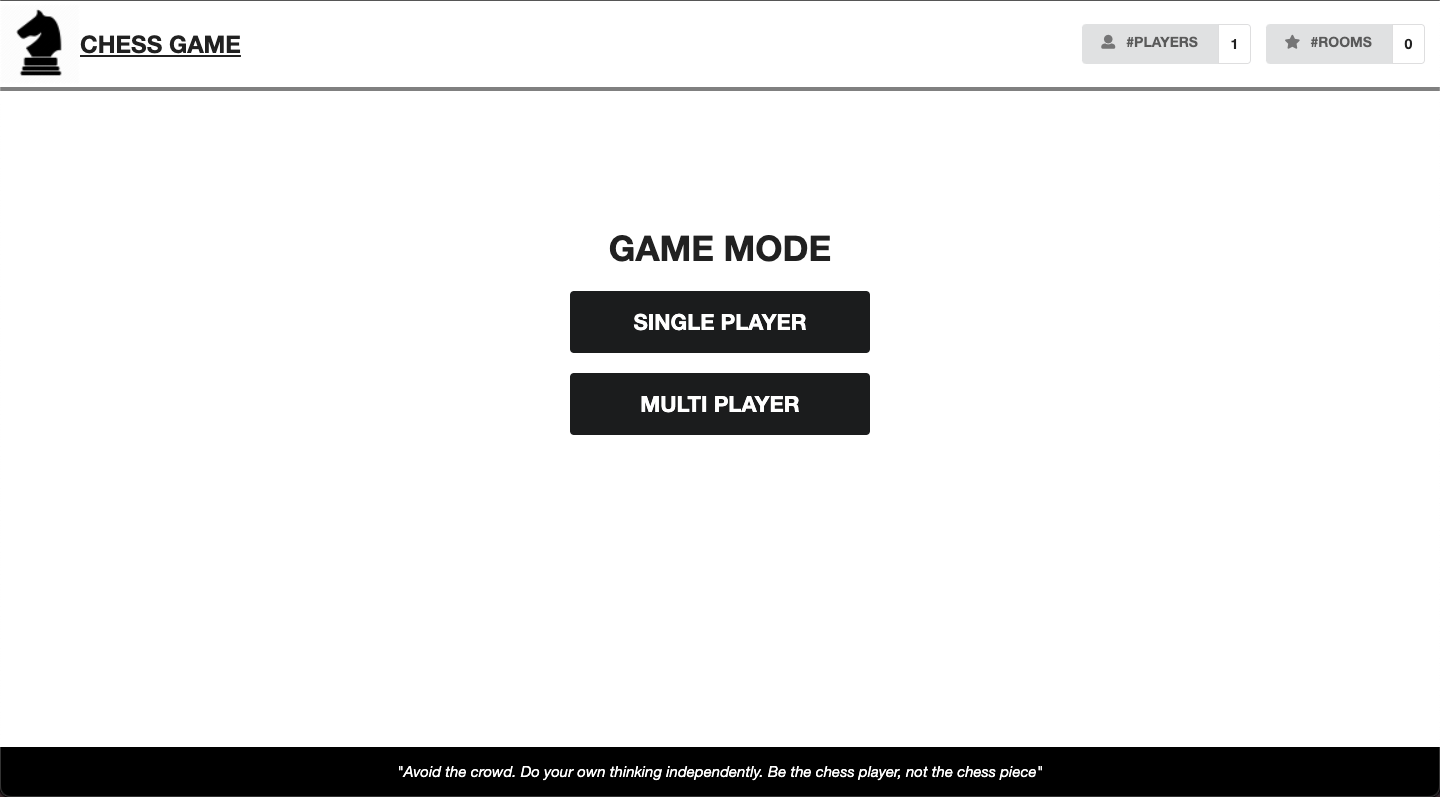 CHESS GAME
#PLAYERS 1
#ROOMS 0
GAME MODE
SINGLE PLAYER
MULTI PLAYER
"Avoid the crowd. Do your own thinking independently. Be the chess player, not the chess piece"